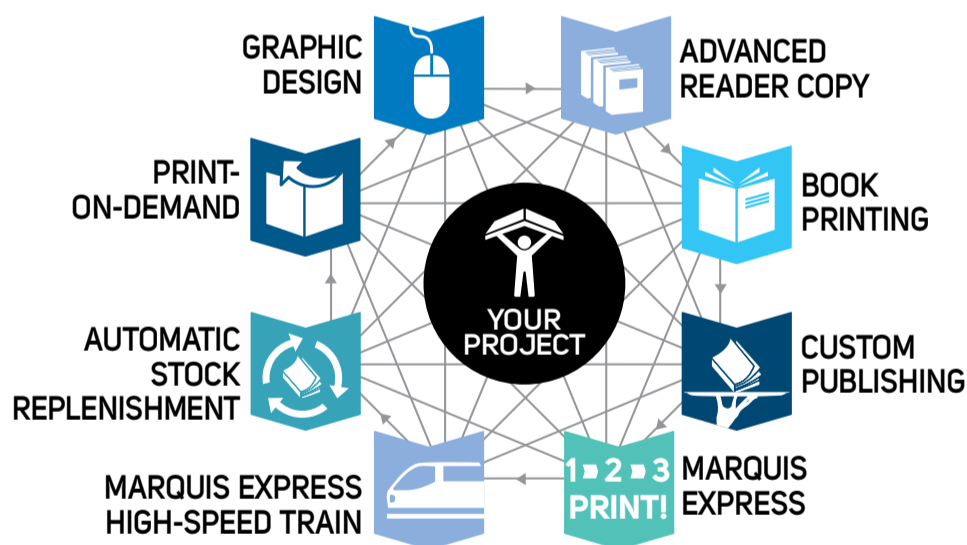 GRAPHIC
DESIGN
ADVANCED
READER COPY
PRINT-
ON-DEMAND
BOOK
PRINTING
YOUR
PROJECT
AUTOMATIC
STOCK
REPLENISHMENT
CUSTOM
PUBLISHING
MARQUIS EXPRESS
HIGH-SPEED TRAIN
1 2 3
PRINT!
MARQUIS
EXPRESS